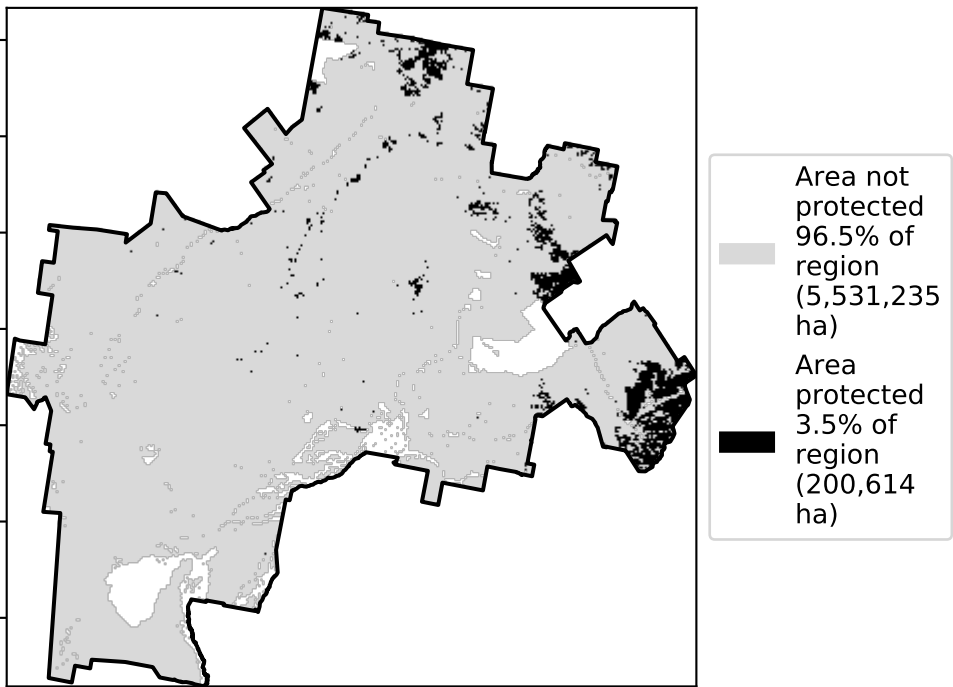 Area not
protected
96.5% of
region
(5,531,235
ha)
Area
protected
3.5% of
region
(200,614
ha)